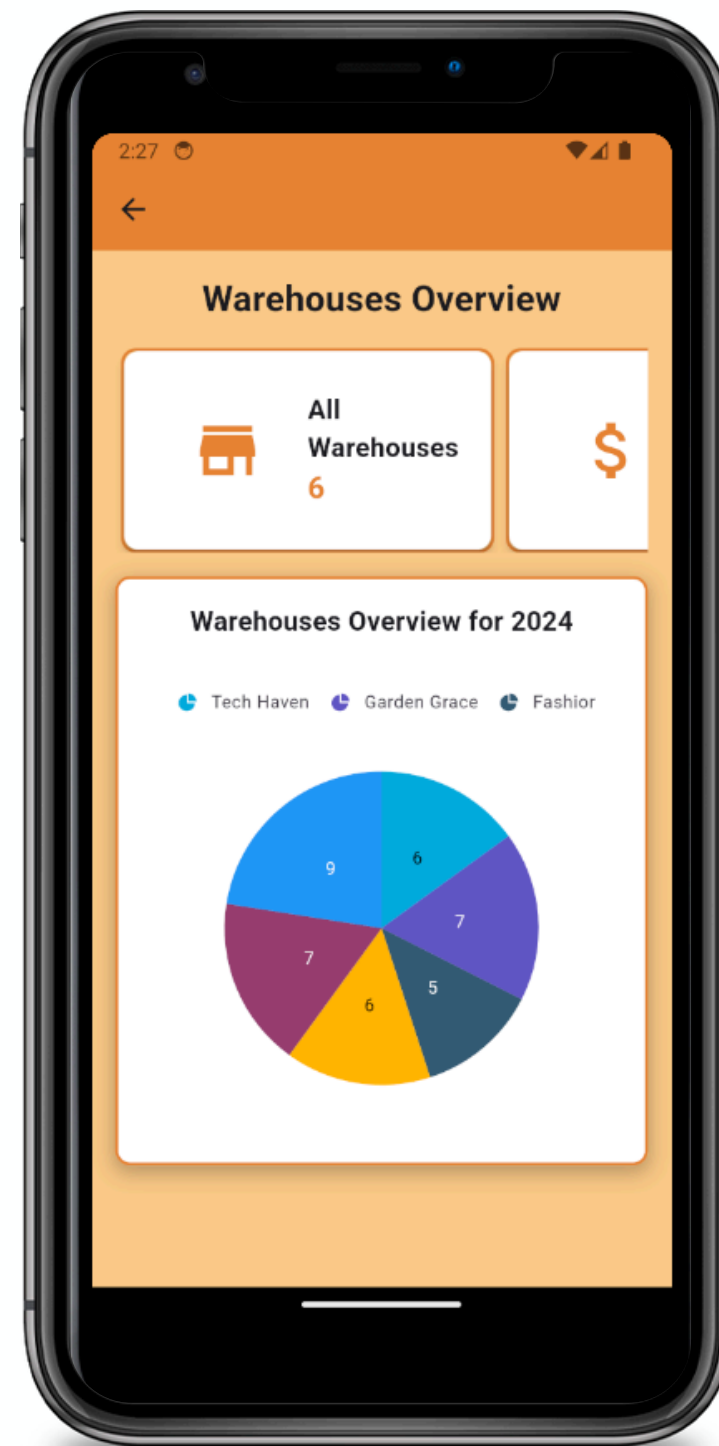 2:27
Warehouses Overview
All
Warehouses
6
$
Warehouses Overview for 2024
Tech Haven Garden Grace Fashior
9
6
7
7
5
6